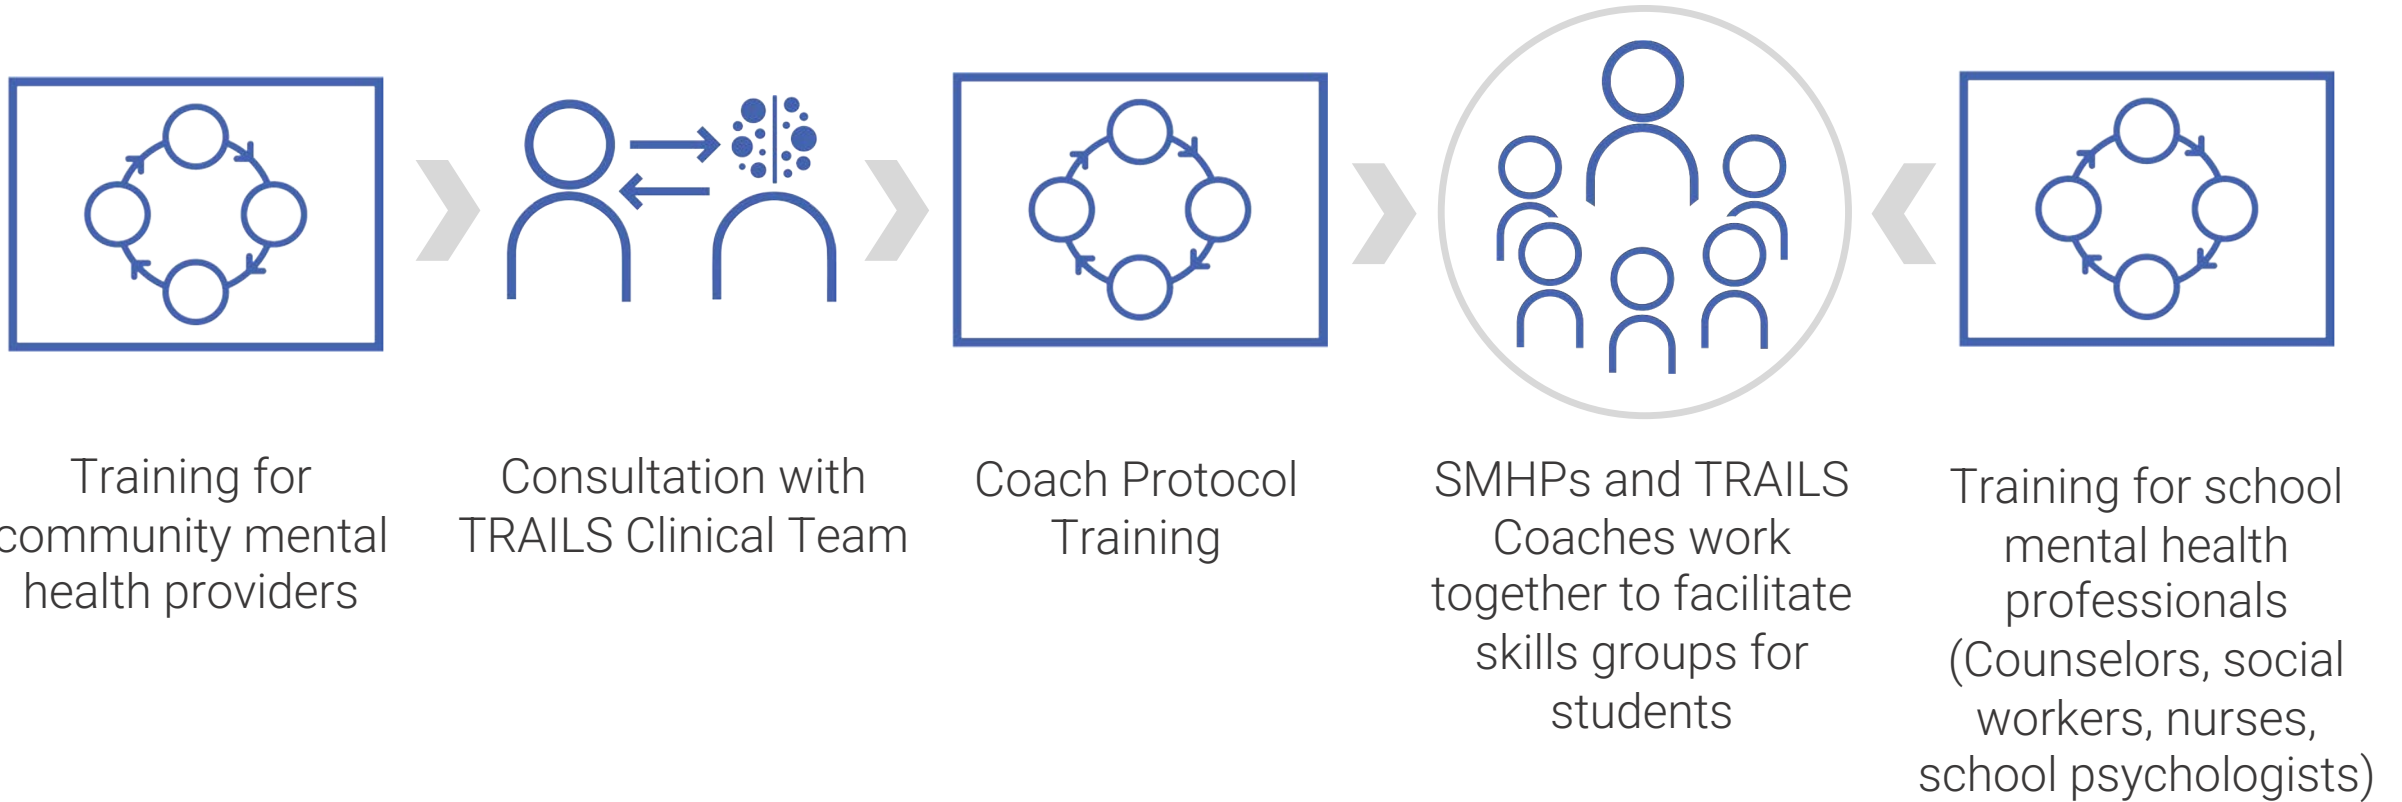 Training for
community mental
health providers
Consultation with
TRAILS Clinical Team
Coach Protocol
Training
SMHPs and TRAILS
Coaches work
together to facilitate
skills groups for
students
Training for school
mental health
professionals
(Counselors, social
workers, nurses,
school psychologists)